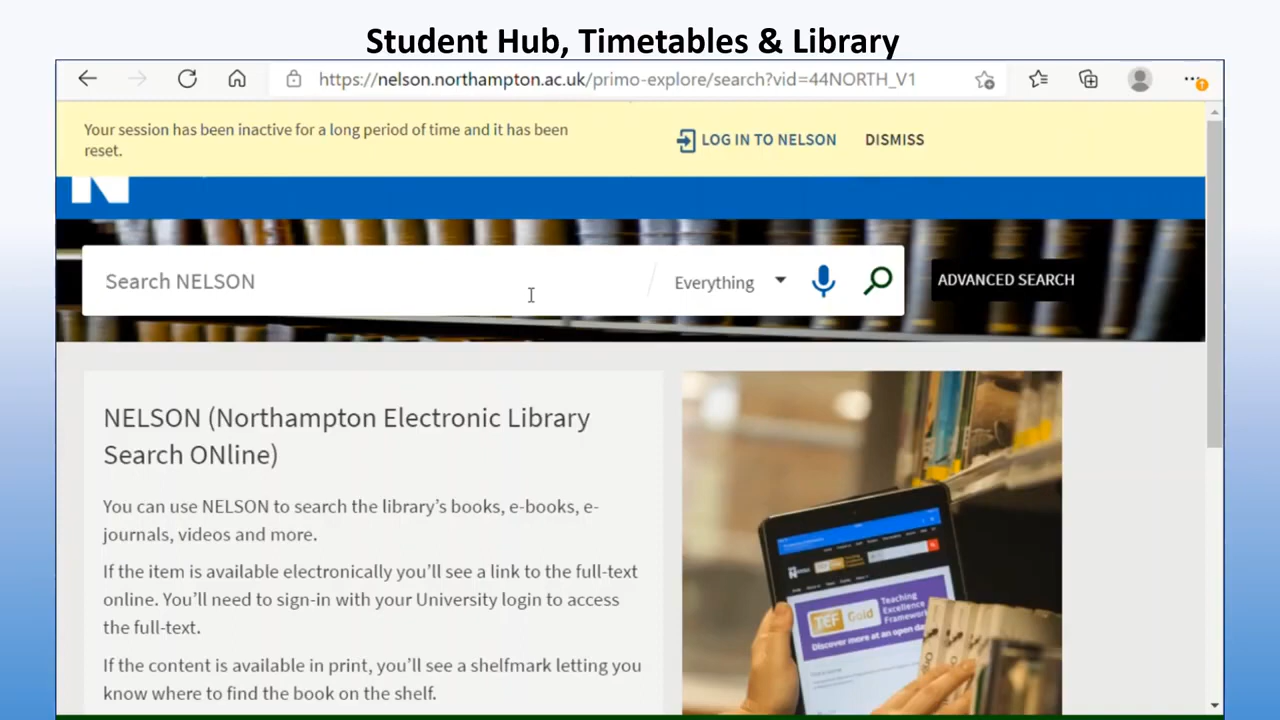 Student Hub, Timetables & Library
https://nelson.northampton.ac.uk/primo-explore/search?vid=44NORTH_V1
Your session has been inactive for a long period of time and it has been
reset.
LOG IN TO NELSON
DISMISS
N
Search NELSON
Everything
ADVANCED SEARCH
NELSON (Northampton Electronic Library
Search ONline)
You can use NELSON to search the library's books, e-books, e-
journals, videos and more.
If the item is available electronically you'll see a link to the full-text
online. You'll need to sign-in with your University login to access
the full-text.
If the content is available in print, you'll see a shelfmark letting you
know where to find the book on the shelf.
TEF Gold
Teaching
Excellence
Framework
Discover more at an open da